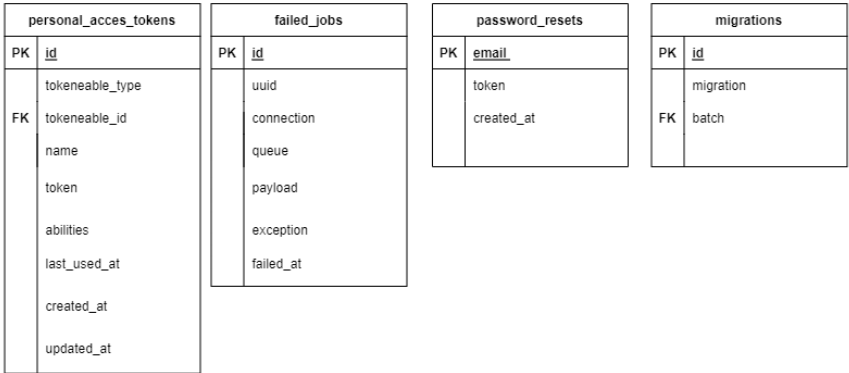 personal_acces_tokens
PK id
tokeneable_type
FK tokeneable_id
name
token
abilities
last_used_at
created_at
updated_at
failed_jobs
PK id
uuid
connection
queue
payload
exception
failed_at
password_resets
PK email
token
created_at
migrations
PK id
migration
FK batch